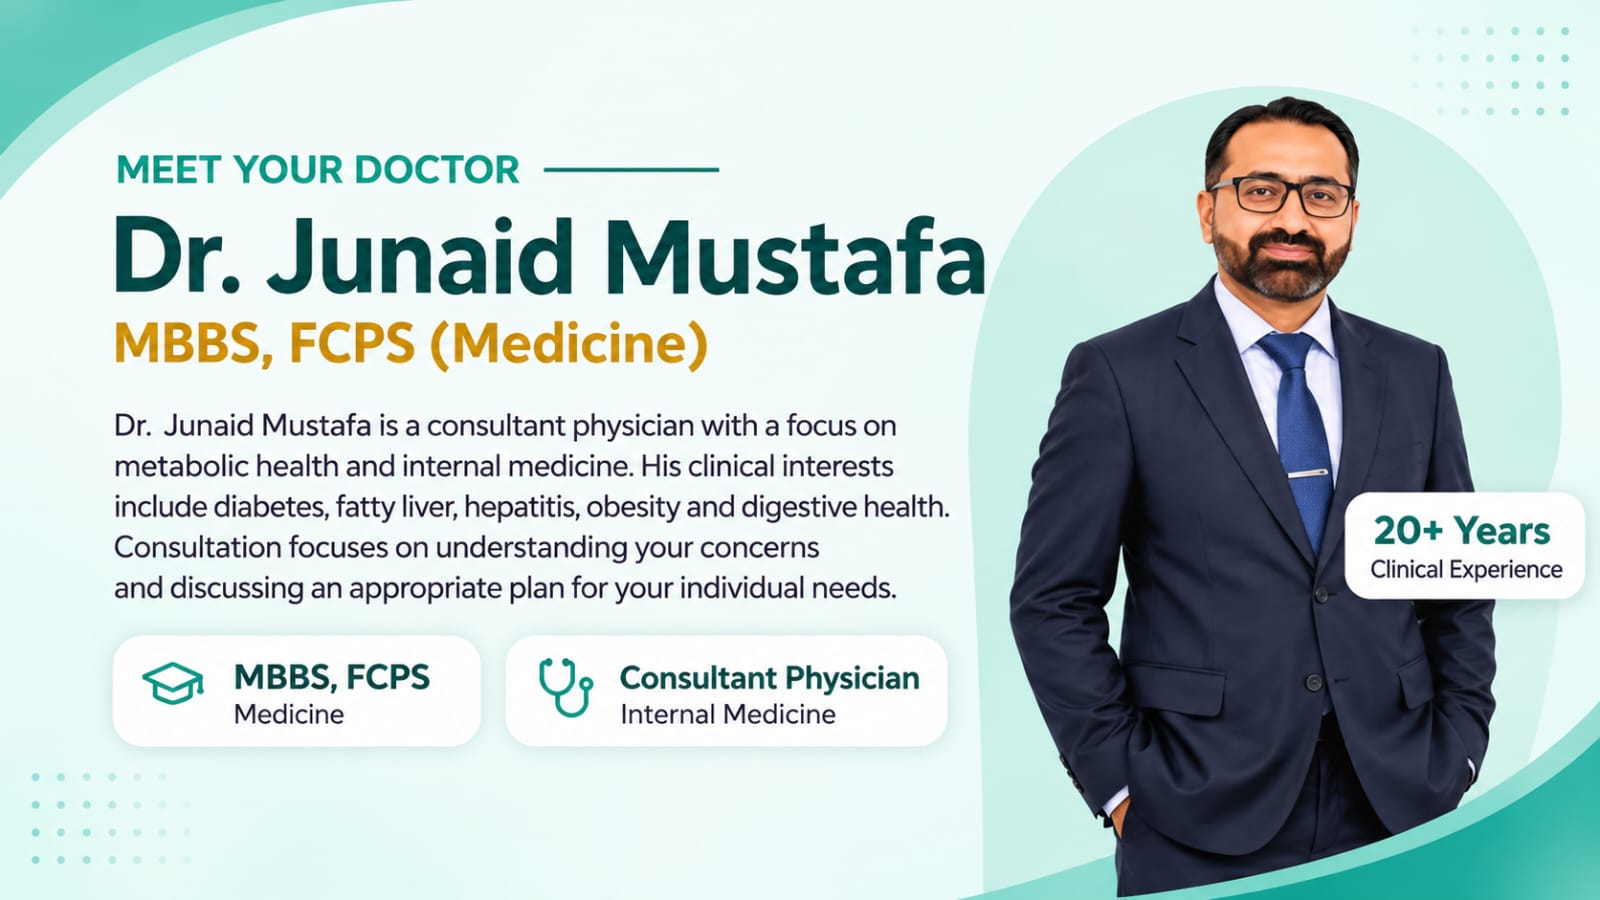 MEET YOUR DOCTOR
Dr. Junaid Mustafa
MBBS, FCPS (Medicine)
Dr. Junaid Mustafa is a consultant physician with a focus on
metabolic health and internal medicine. His clinical interests
include diabetes, fatty liver, hepatitis, obesity and digestive health.
Consultation focuses on understanding your concerns
and discussing an appropriate plan for your individual needs.
MBBS, FCPS
Medicine
Consultant Physician
Internal Medicine
20+ Years
Clinical Experience